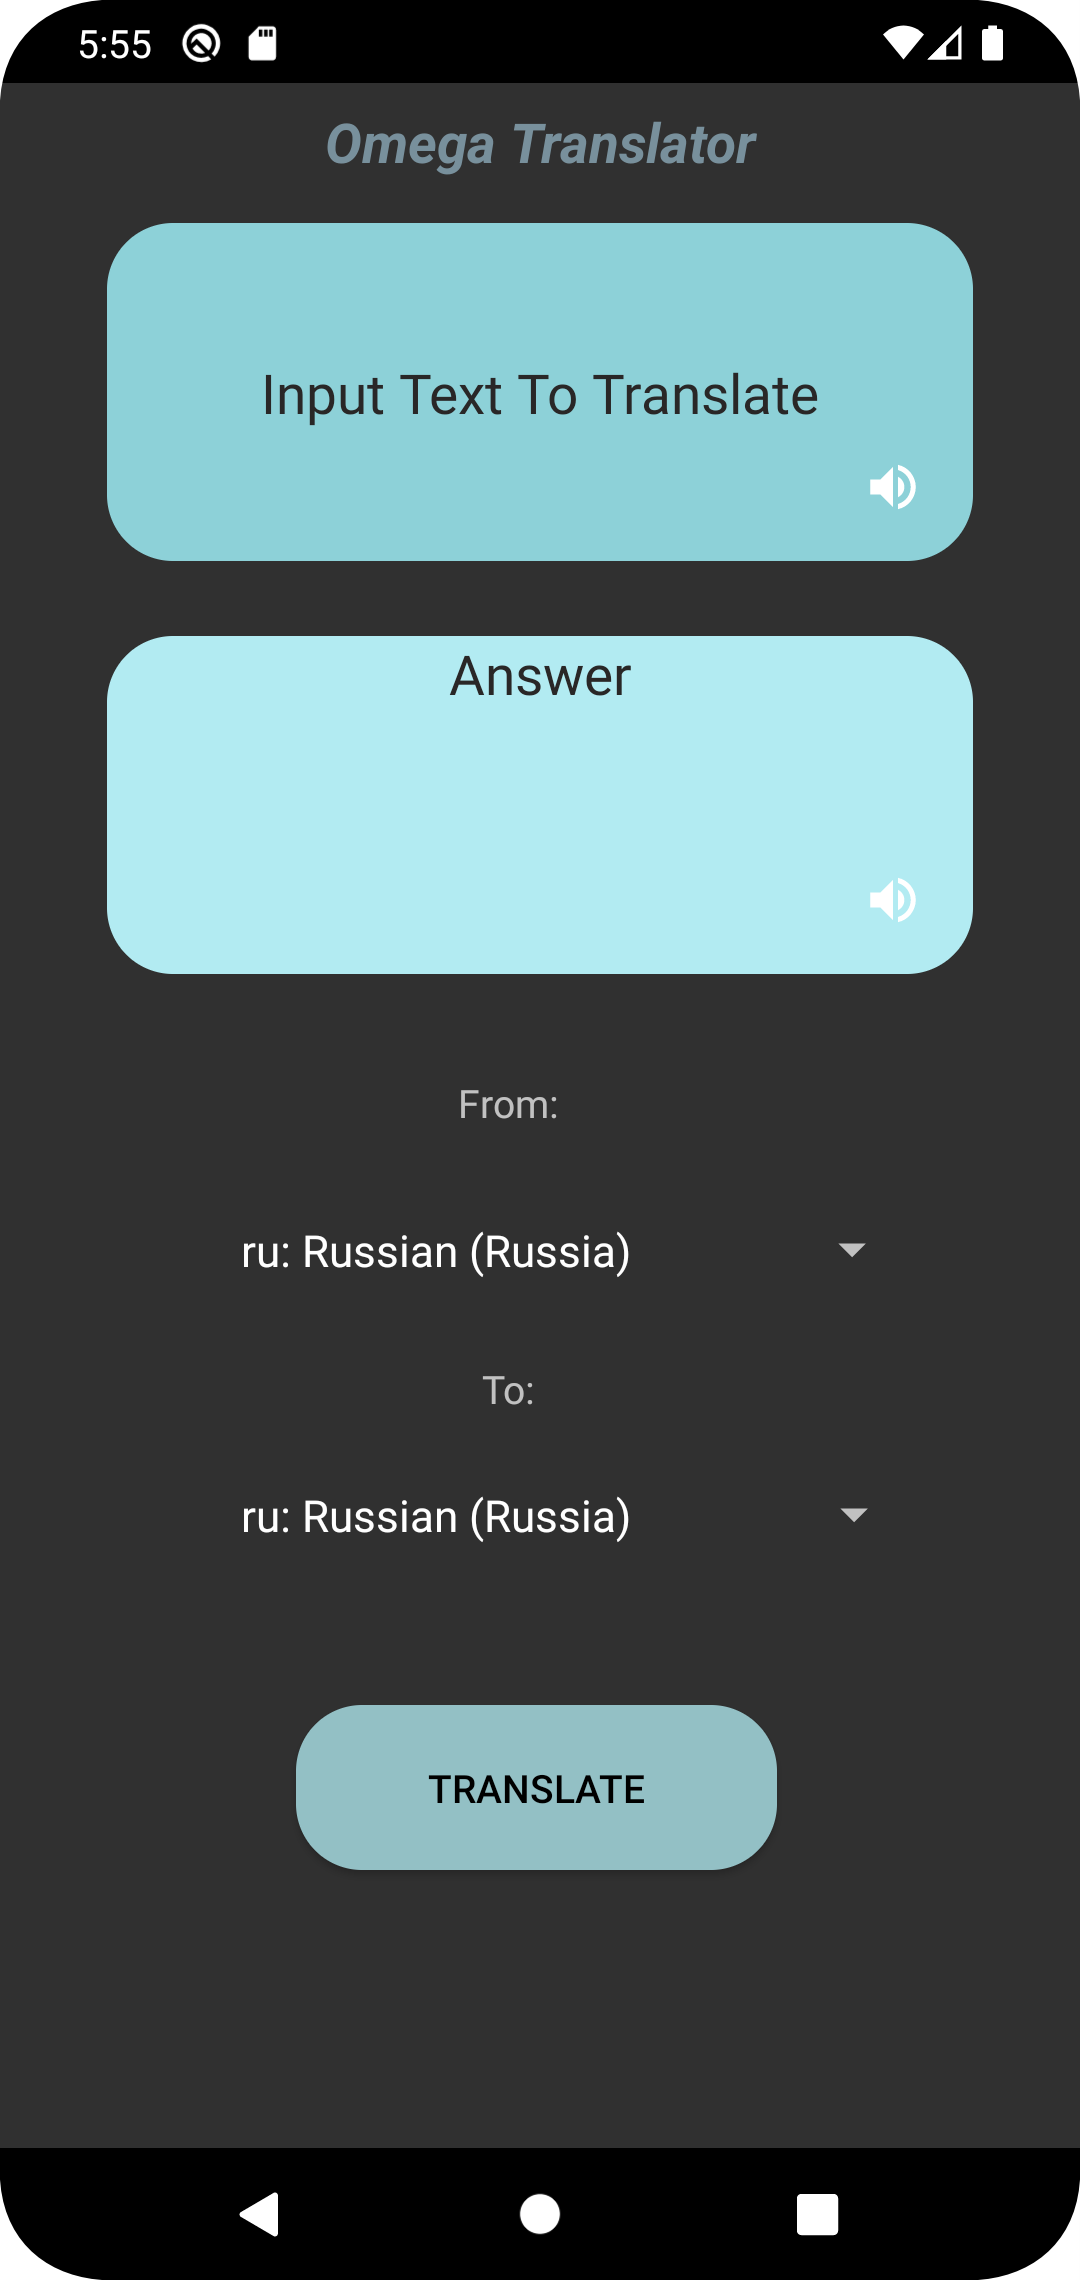 5:55
Omega Translator
Input Text To Translate
Answer
From:
ru: Russian (Russia)
To:
ru: Russian (Russia)
TRANSLATE